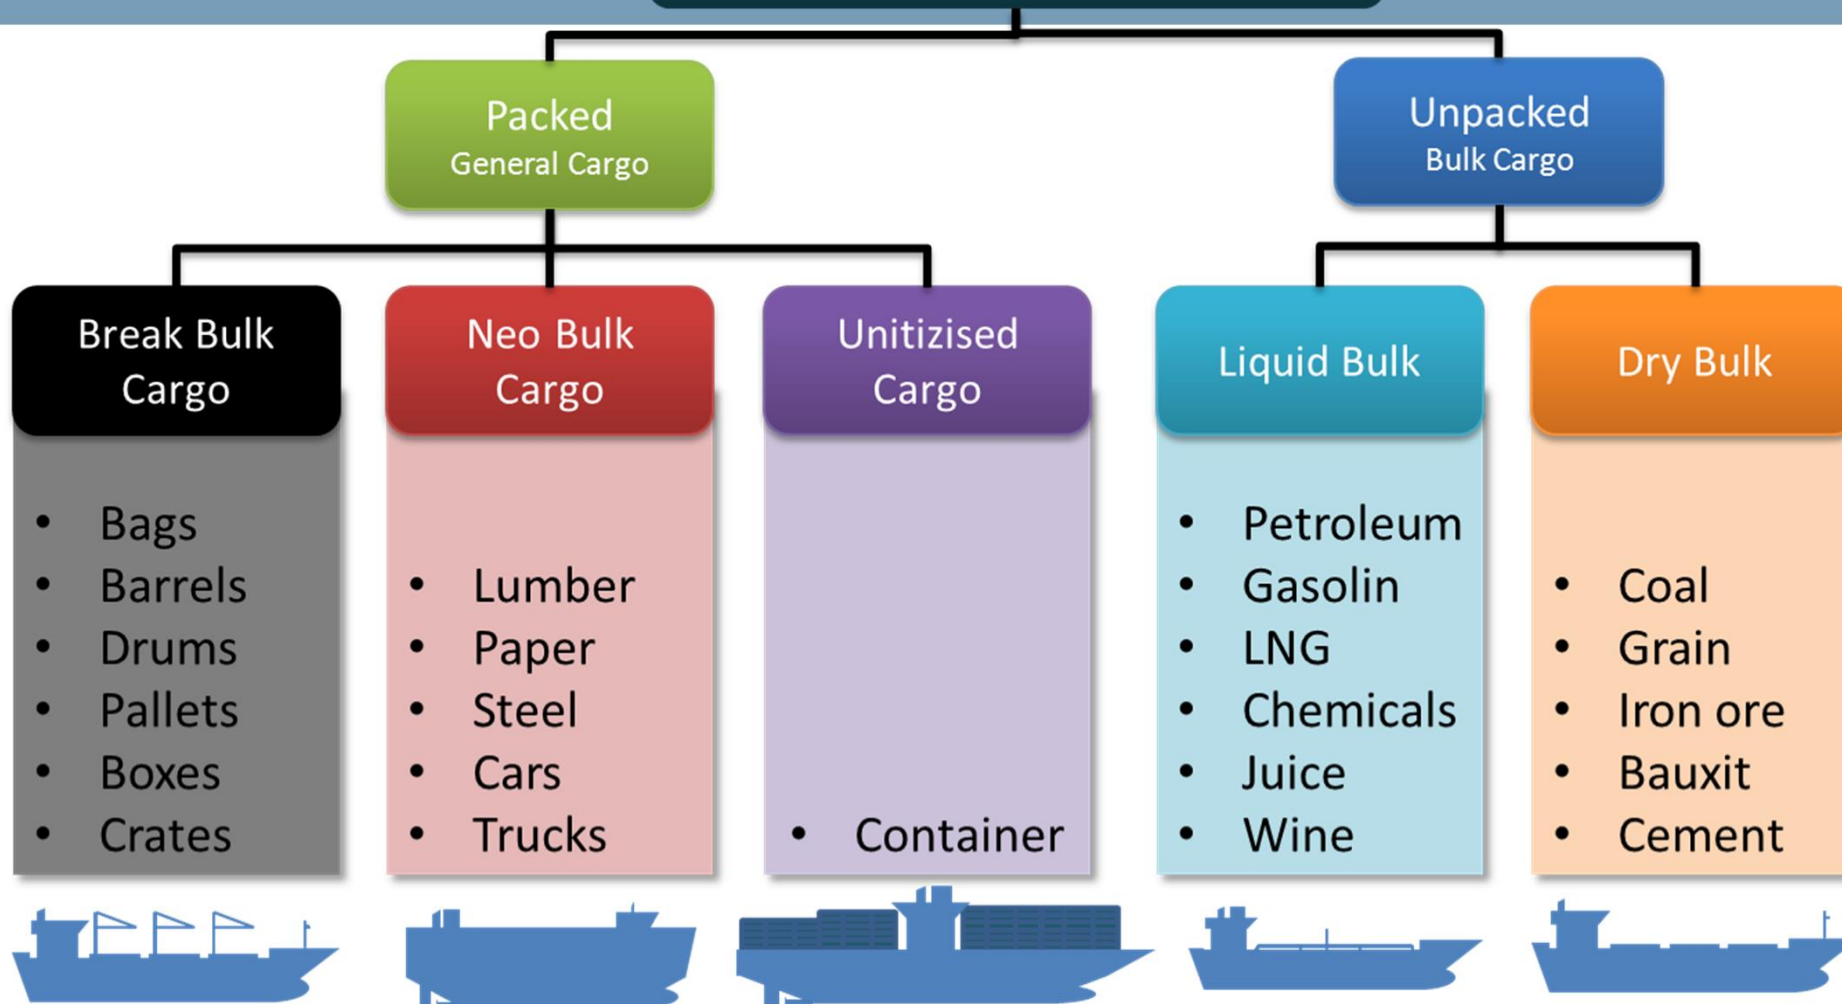 Packed
General Cargo
Unpacked
Bulk Cargo
Break Bulk
Cargo
• Bags
• Barrels
• Drums
• Pallets
• Boxes
• Crates
Neo Bulk
Cargo
• Lumber
• Paper
• Steel
• Cars
• Trucks
Unitizised
Cargo
• Container
Liquid Bulk
• Petroleum
• Gasolin
• LNG
• Chemicals
• Juice
• Wine
Dry Bulk
• Coal
• Grain
• Iron ore
• Bauxit
• Cement